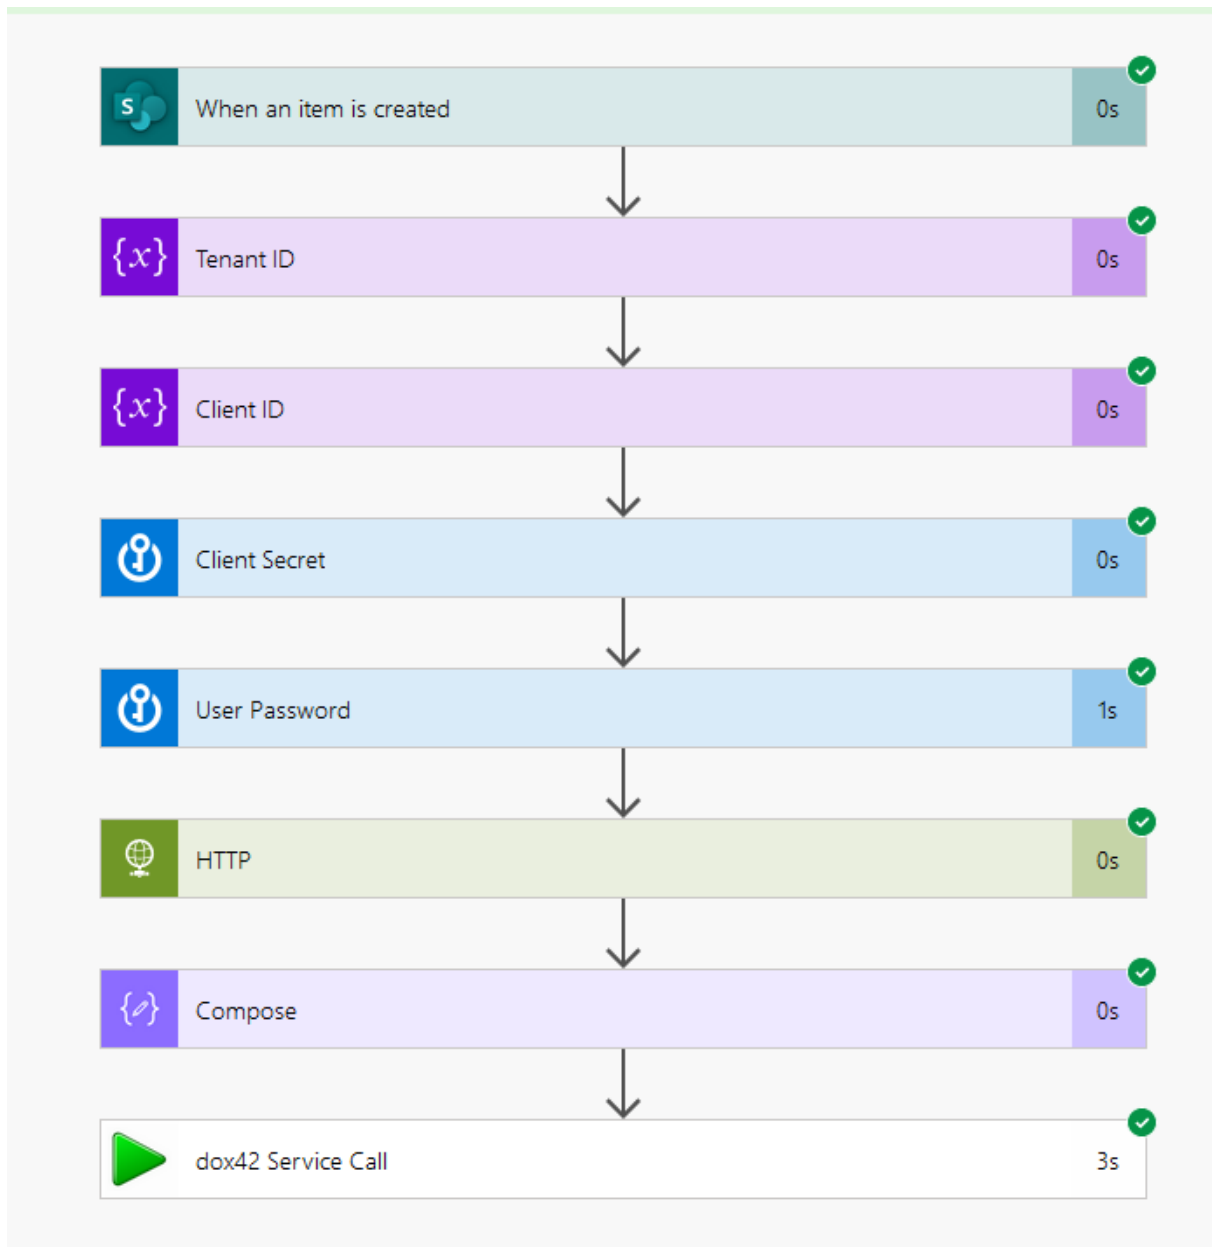 S
When an item is created 0s
{x} Tenant ID 0s
{x} Client ID 0s
Client Secret 0s
User Password 1s
HTTP 0s
Compose 0s
dox42 Service Call 3s